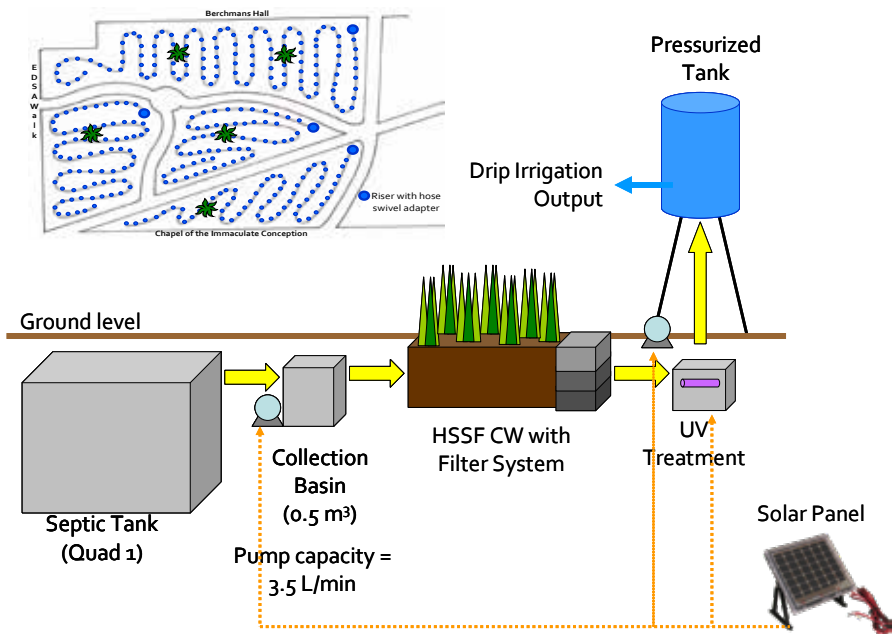 Berchmans Hall
EDSA Walk
Riser with hose
swivel adapter
Chapel of the Immaculate Conception
Pressurized
Tank
Drip Irrigation
Output
Ground level
HSSF CW with
Filter System
UV
Treatment
Collection
Basin
(0.5 m³)
Septic Tank
(Quad 1)
Pump capacity =
3.5 L/min
Solar Panel